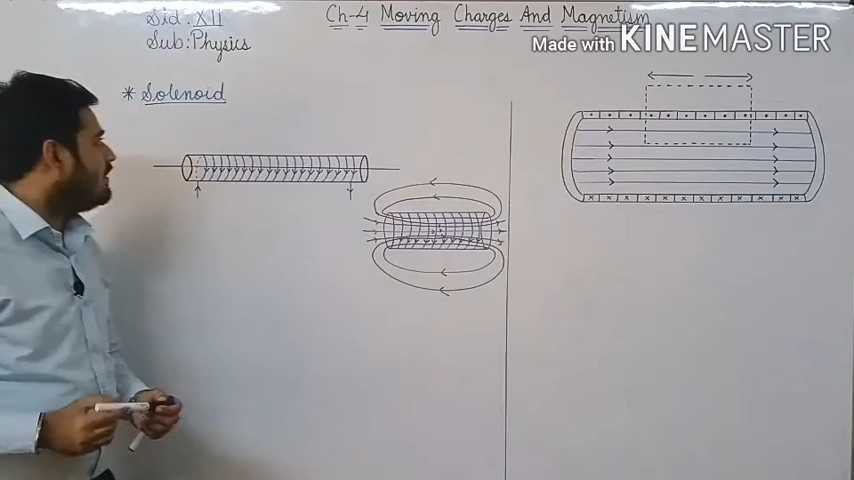 Std. XII
Sub: Physics
Ch-4 Moving Charges And Magnetism
Made with KINEMASTER
* Solenoid